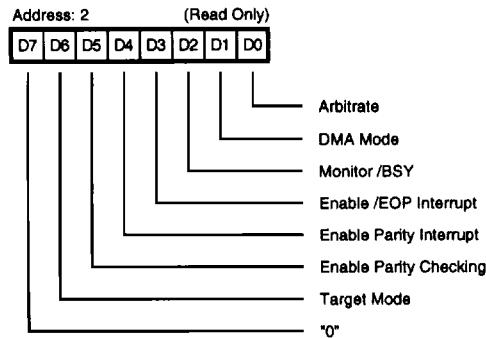 Address: 2 (Read Only)
D7 D6 D5 D4 D3 D2 D1 D0
Arbitrate
DMA Mode
Monitor /BSY
Enable /EOP Interrupt
Enable Parity Interrupt
Enable Parity Checking
Target Mode
"0"